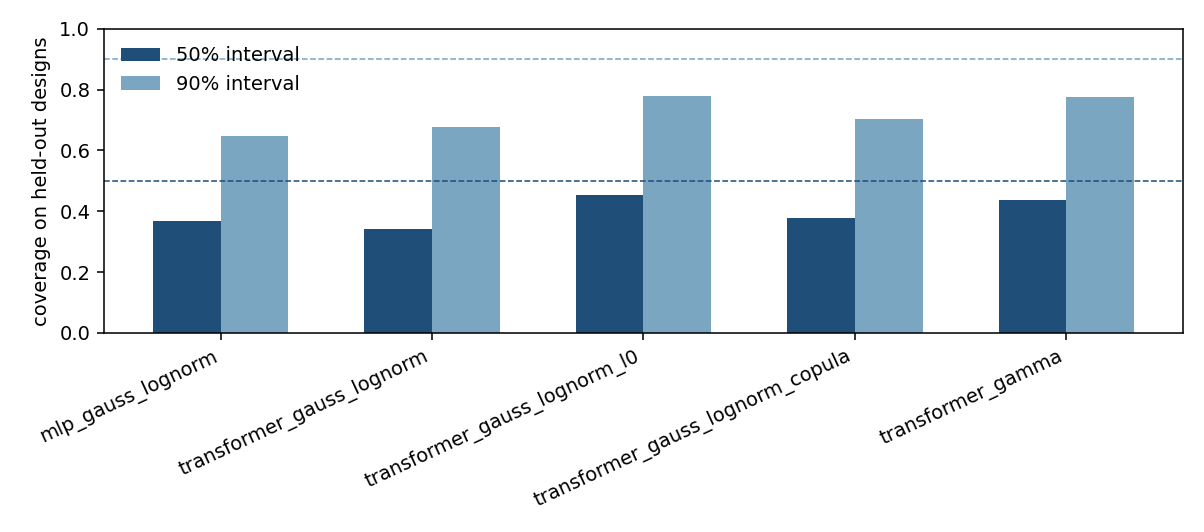 coverage on held-out designs
1.0
0.8
0.6
0.4
0.2
0.0
50% interval
90% interval
mlp_gauss_lognorm
transformer_gauss_lognorm
transformer_gauss_lognorm_l0
transformer_gauss_lognorm_copula
transformer_gamma